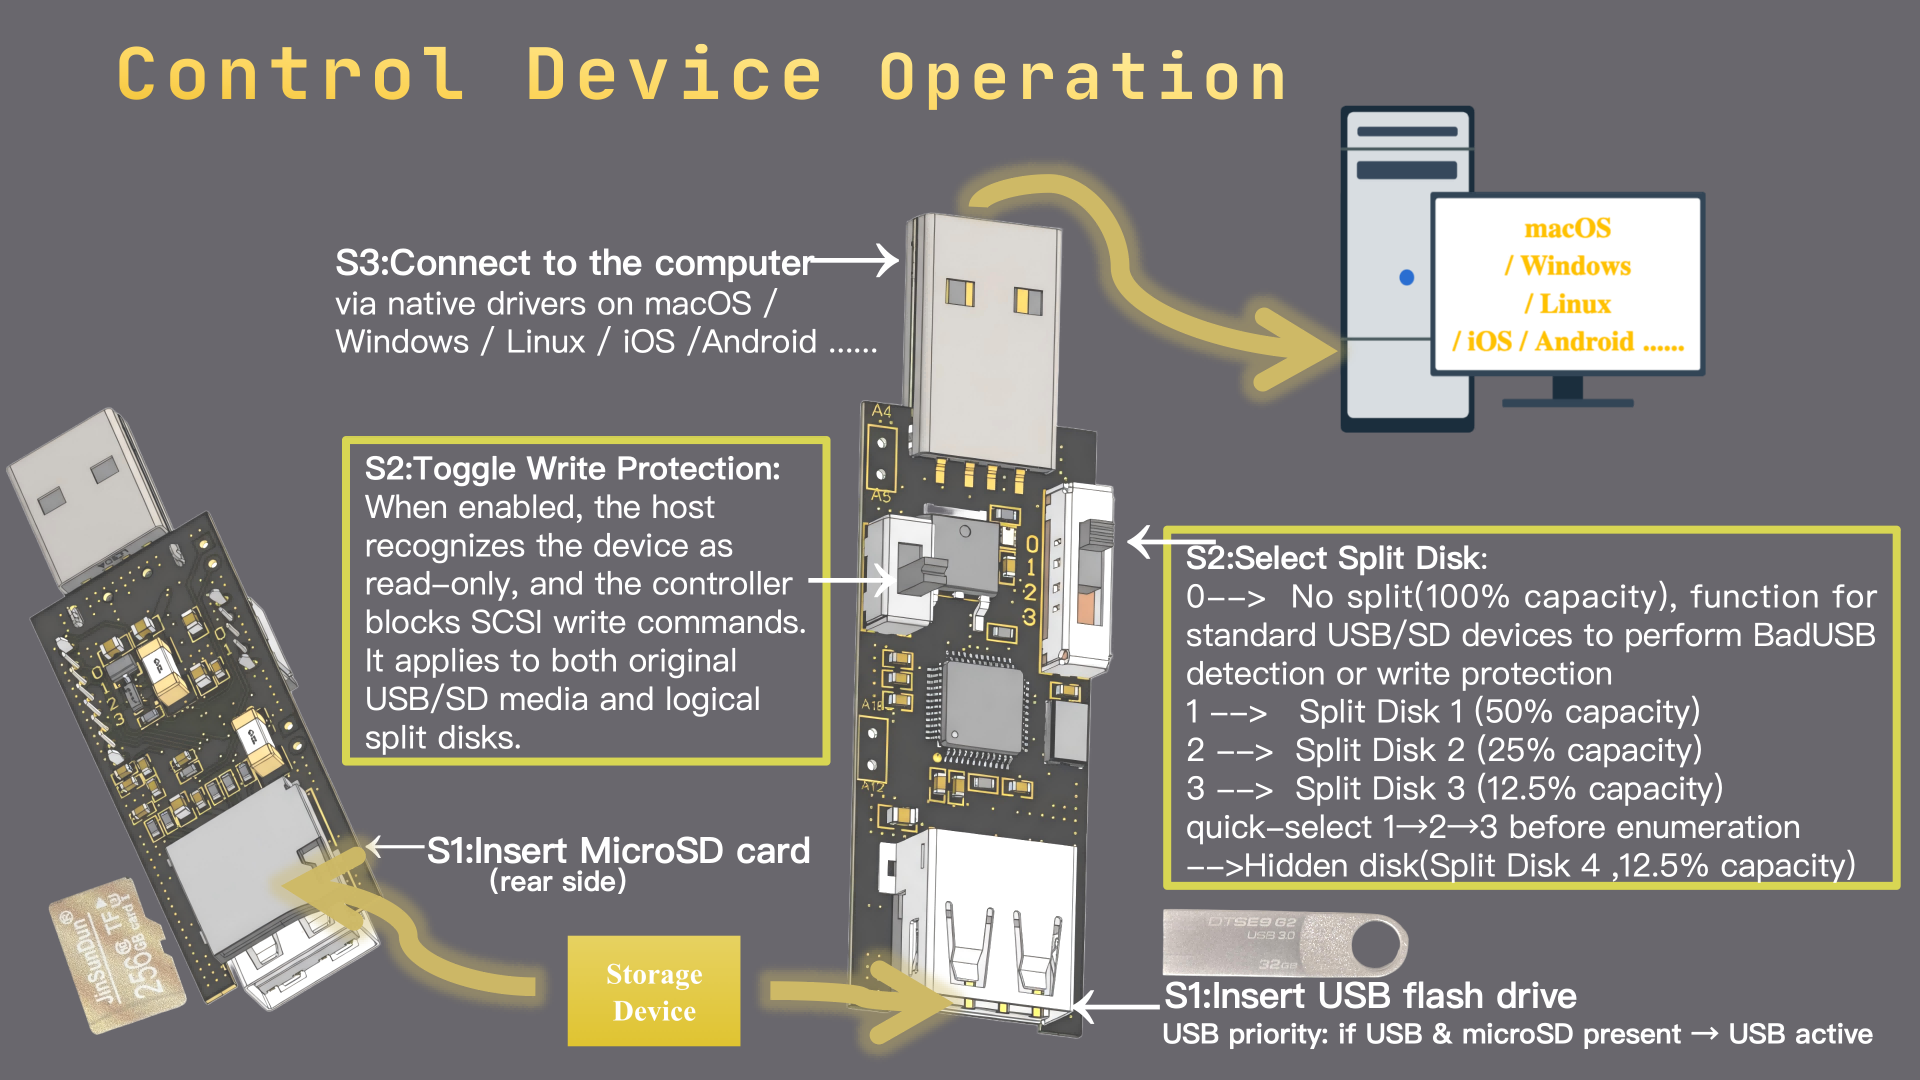 Control Device Operation
S3:Connect to the computer
via native drivers on macOS /
Windows / Linux / iOS /Android ......
macOS
/ Windows
/ Linux
/ iOS / Android ......
S2:Toggle Write Protection:
When enabled, the host
recognizes the device as
read-only, and the controller
blocks SCSI write commands.
It applies to both original
USB/SD media and logical
split disks.
A4
A5
0
1
2
3
A12
S2:Select Split Disk:
0--> No split(100% capacity), function for
standard USB/SD devices to perform BadUSB
detection or write protection
1 --> Split Disk 1 (50% capacity)
2 --> Split Disk 2 (25% capacity)
3 --> Split Disk 3 (12.5% capacity)
quick-select 1→2→3 before enumeration
-->Hidden disk(Split Disk 4 ,12.5% capacity)
0
1
2
3
S1:Insert MicroSD card
(rear side)
JinSunDun
TF
256GB Card
Storage
Device
DTSE9 G2
USB 3.0
32GB
S1:Insert USB flash drive
USB priority: if USB & microSD present → USB active